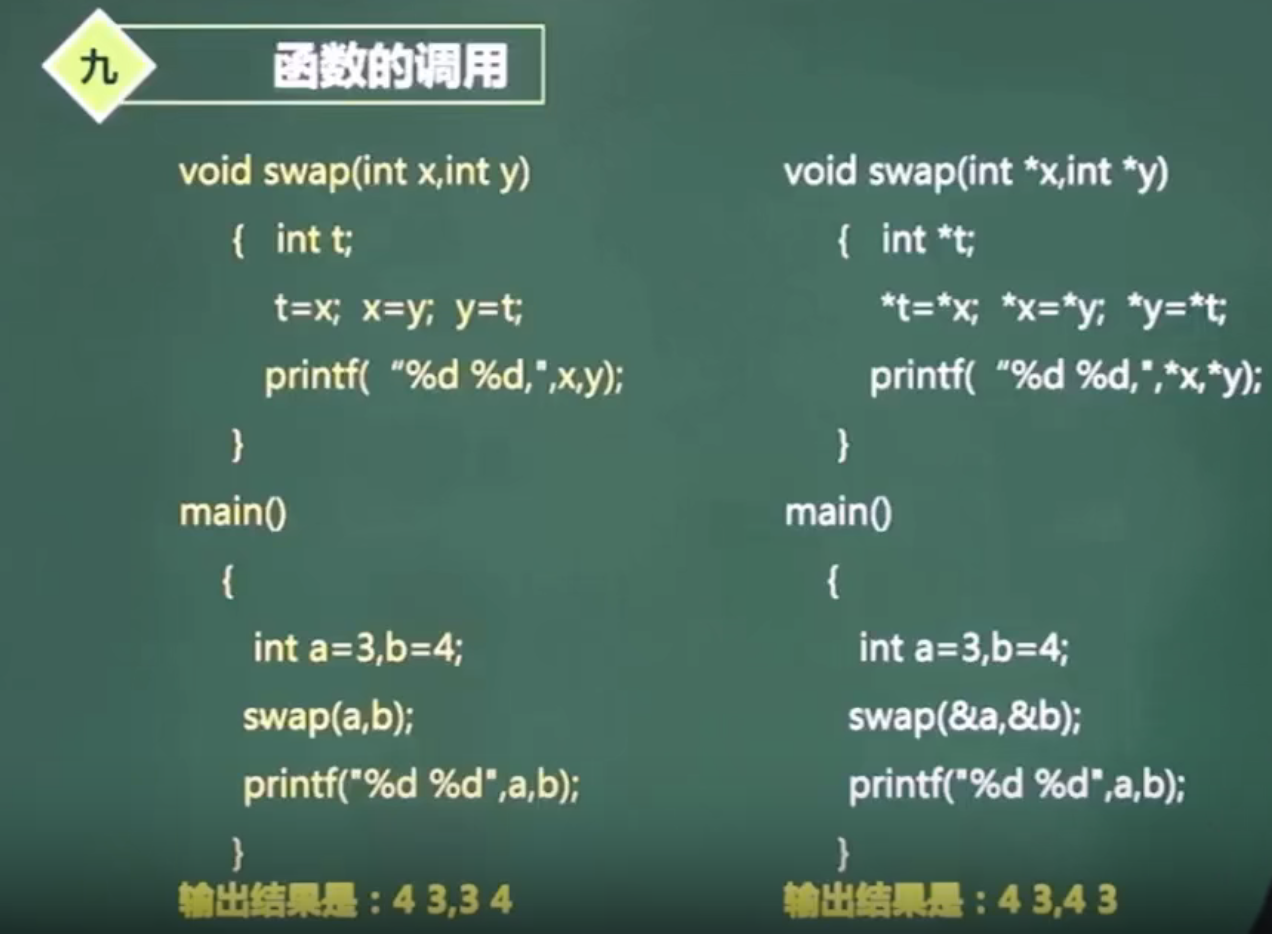 九
函数的调用
void swap(int x,int y)
{ int t;
t=x; x=y; y=t;
printf( “%d %d,",x,y);
}
main()
{
int a=3,b=4;
swap(a,b);
printf("%d %d",a,b);
}
输出结果是：4 3,3 4
void swap(int *x,int *y)
{ int *t;
*t=*x; *x=*y; *y=*t;
printf( “%d %d,",*x,*y);
}
main()
{
int a=3,b=4;
swap(&a,&b);
printf("%d %d",a,b);
}
输出结果是：4 3,4 3